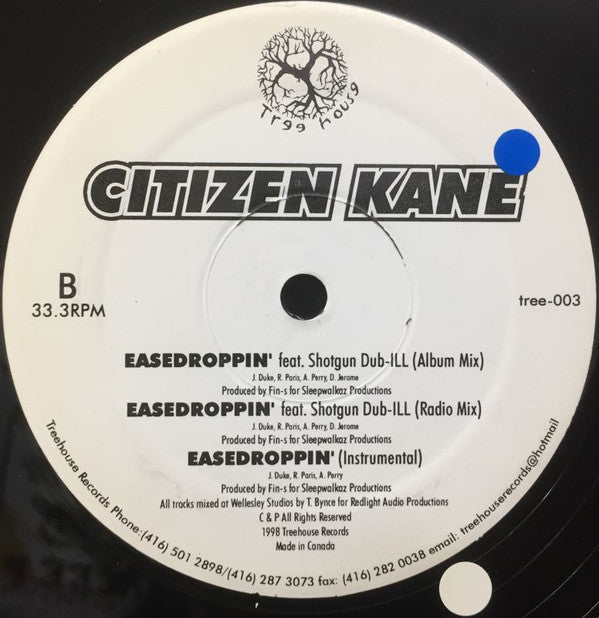 Tree house
CITIZEN KANE
B
33.3RPM
tree-003
EASEDROPPIN' feat. Shotgun Dub-ILL (Album Mix)
J. Duke, R. Paris, A. Perry, D. Jerome
Produced by Fin-s for Sleepwalkaz Productions
EASEDROPPIN' feat. Shotgun Dub-ILL (Radio Mix)
J. Duke, R. Paris, A. Perry, D. Jerome
Produced by Fin-s for Sleepwalkaz Productions
EASEDROPPIN' (Instrumental)
J. Duke, R. Paris, A. Perry
Produced by Fin-s for Sleepwalkaz Productions
All tracks mixed at Wellesley Studios by T. Bynce for Redlight Audio Productions
C & P All Rights Reserved
1998 Treehouse Records
Made in Canada
Treehouse Records Phone:(416) 501 2898/(416) 287 3073 fax: (416) 282 0038 email: treehouserecords@hotmail